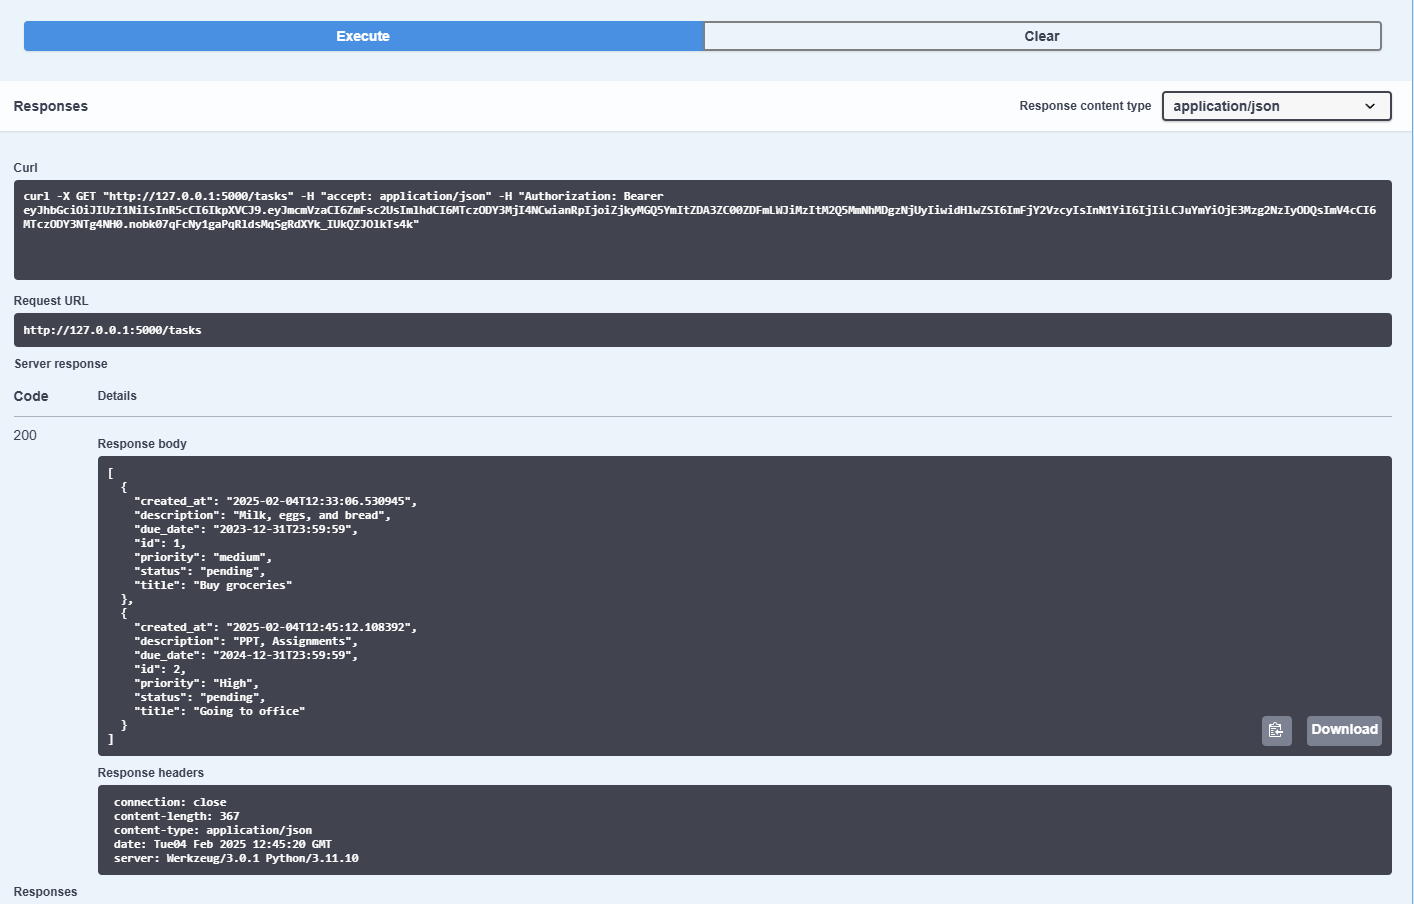 Execute
Clear
Responses
Response content type
application/json
Curl
curl -X GET "http://127.0.0.1:5000/tasks" -H "accept: application/json" -H "Authorization: Bearer
eyJhbGciOiJIUzI1NiIsInR5cCI6IkpXVCJ9.eyJmcmVzaCI6ZmFsc2UsImlhdCI6MTczODY3MjI4NCwianRpIjoiZjkyMGQ5YmItZDA3ZC00ZDFmLWJiMzItM2Q5MmNhMDgzNjUyIiwidHlwZSI6ImFjY2VzcyIsInN1YiI6IjIiLCJuYmYiOjE3Mzg2NzIyODQsImV4cCI6
MTczODY3NTg4NH0.nobk07qFcNy1gaPqRldsMqSgRdXYk_IUkQZJOlkTs4k"
Request URL
http://127.0.0.1:5000/tasks
Server response
Code
Details
200
Response body
[
{
"created_at": "2025-02-04T12:33:06.530945",
"description": "Milk, eggs, and bread",
"due_date": "2023-12-31T23:59:59",
"id": 1,
"priority": "medium",
"status": "pending",
"title": "Buy groceries"
},
{
"created_at": "2025-02-04T12:45:12.108392",
"description": "PPT, Assignments",
"due_date": "2024-12-31T23:59:59",
"id": 2,
"priority": "High",
"status": "pending",
"title": "Going to office"
}
]
Download
Response headers
connection: close
content-length: 367
content-type: application/json
date: Tue04 Feb 2025 12:45:20 GMT
server: Werkzeug/3.0.1 Python/3.11.10
Responses